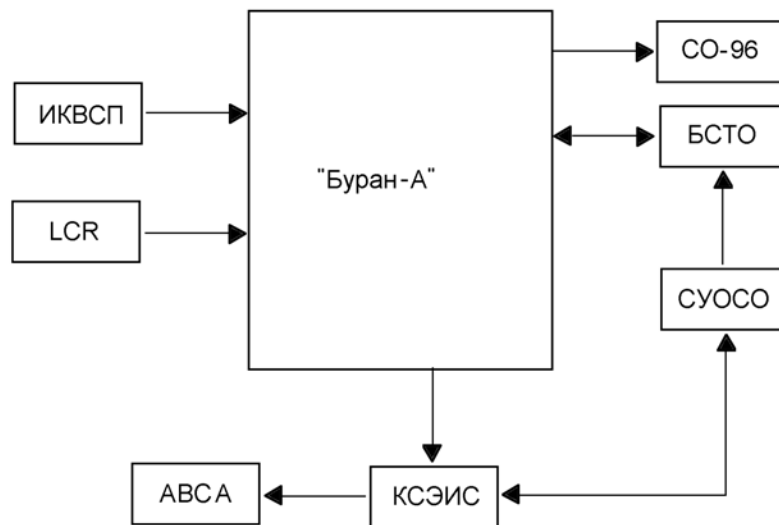 СО-96
ИКВСП
БСТО
"Буран-А"
LCR
СУОСО
АВСА
КСЭИС